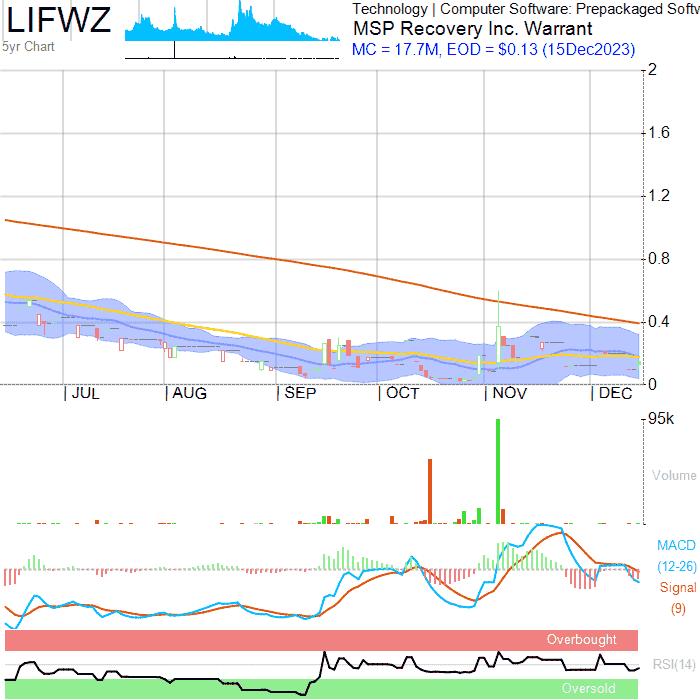 LIFWZ
5yr Chart
Technology | Computer Software: Prepackaged Softw
MSP Recovery Inc. Warrant
MC = 17.7M, EOD = $0.13 (15Dec2023)
2
1.6
1.2
0.8
0.4
0
JUL AUG SEP OCT NOV DEC
95k
Volume
MACD
(12-26)
Signal
(9)
Overbought
RSI(14)
Oversold